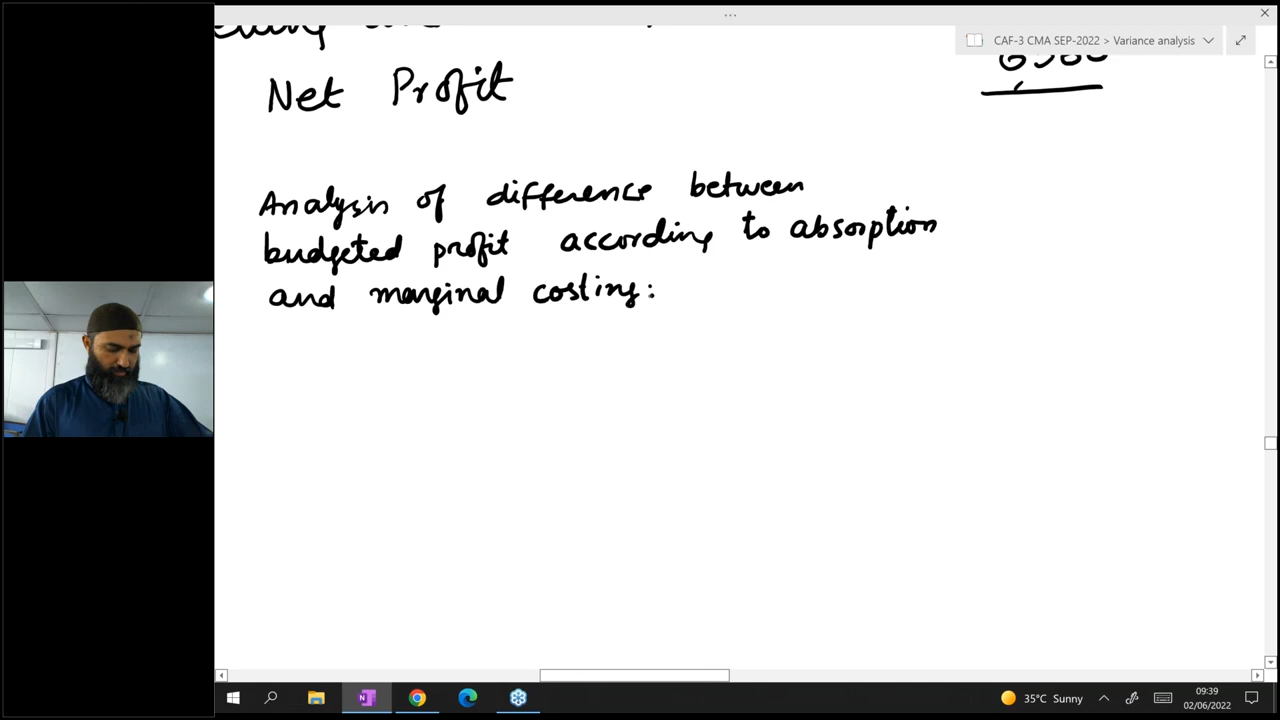 CAF-3 CMA SEP-2022 > Variance analysis
Net Profit
Analysis of difference between
budgeted profit according to absorption
and marginal costing:
35°C Sunny
09:39
02/06/2022